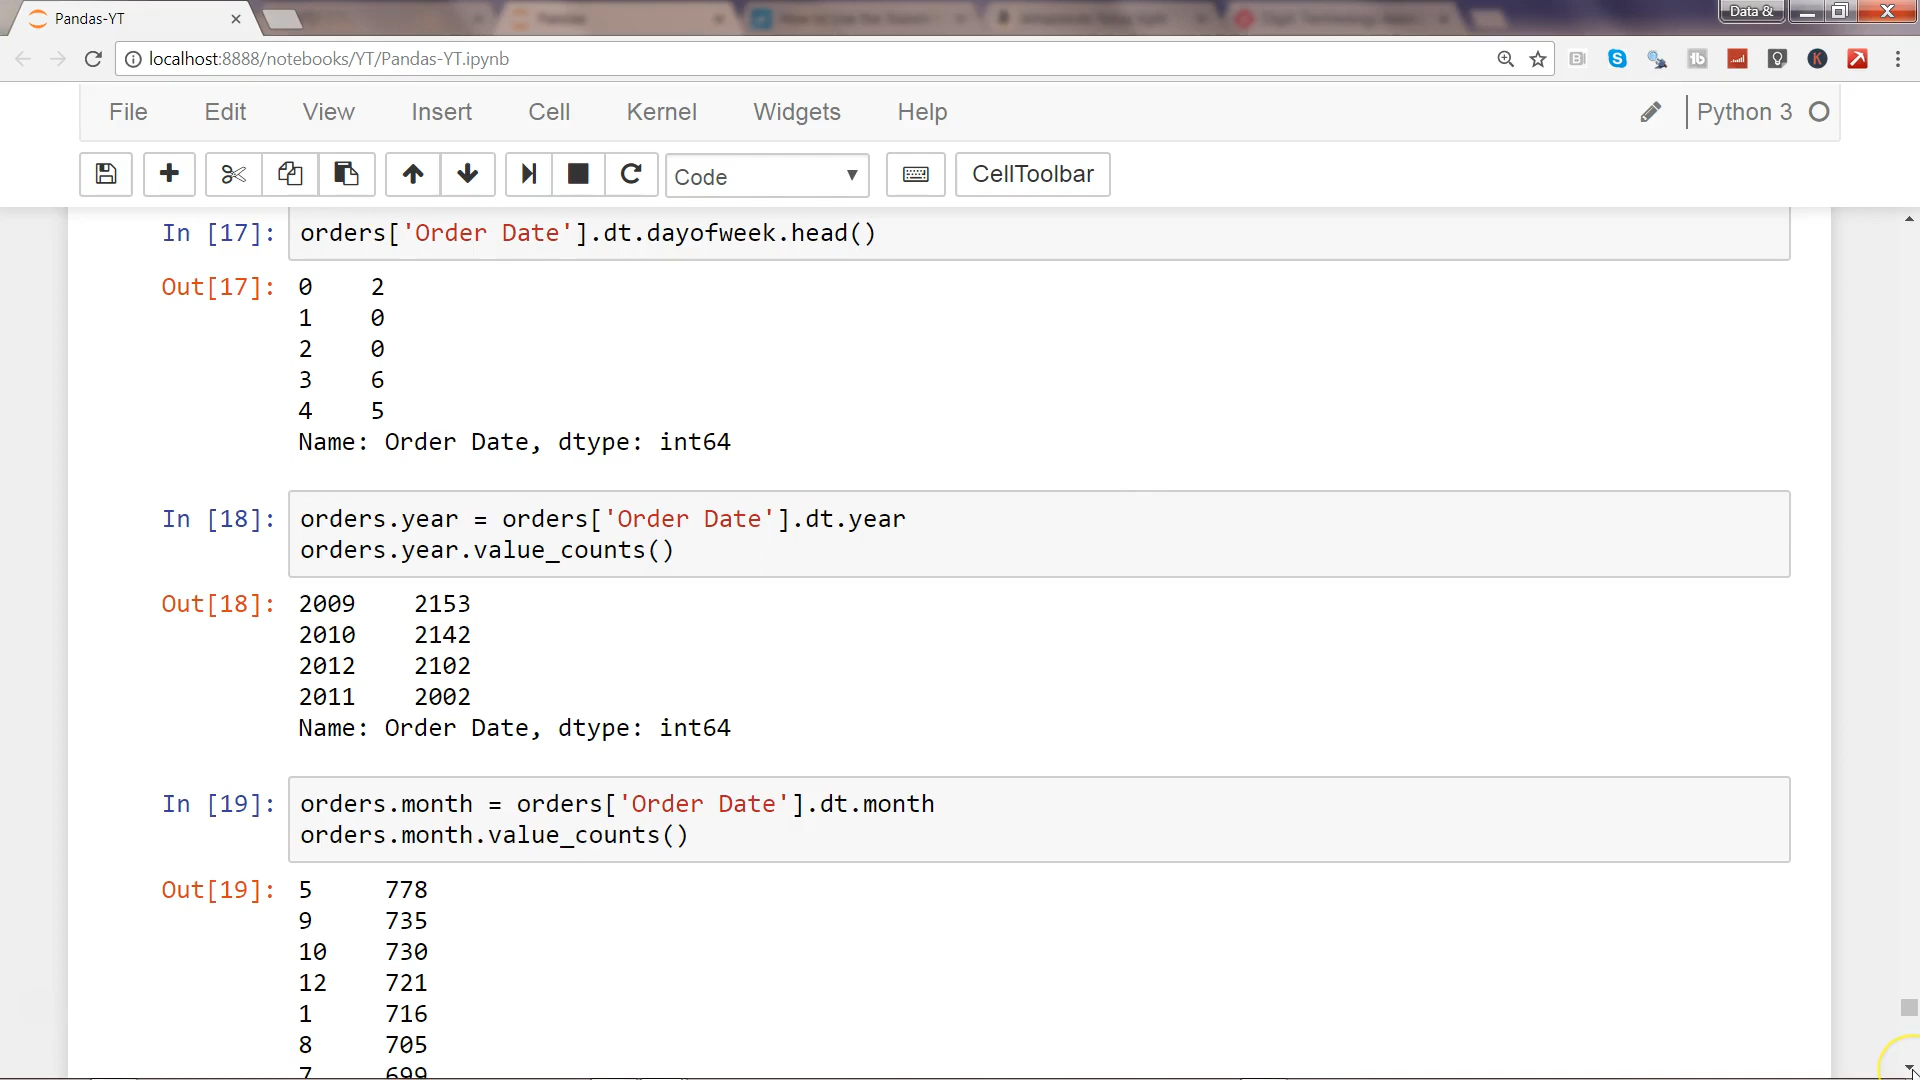 Pandas-YT
Data &
localhost:8888/notebooks/YT/Pandas-YT.ipynb
File Edit View Insert Cell Kernel Widgets Help
Python 3
Code
CellToolbar
In [17]: orders['Order Date'].dt.dayofweek.head()
Out[17]: 0 2
1 0
2 0
3 6
4 5
Name: Order Date, dtype: int64
In [18]: orders.year = orders['Order Date'].dt.year
orders.year.value_counts()
Out[18]: 2009 2153
2010 2142
2012 2102
2011 2002
Name: Order Date, dtype: int64
In [19]: orders.month = orders['Order Date'].dt.month
orders.month.value_counts()
Out[19]: 5 778
9 735
10 730
12 721
1 716
8 705
7 699